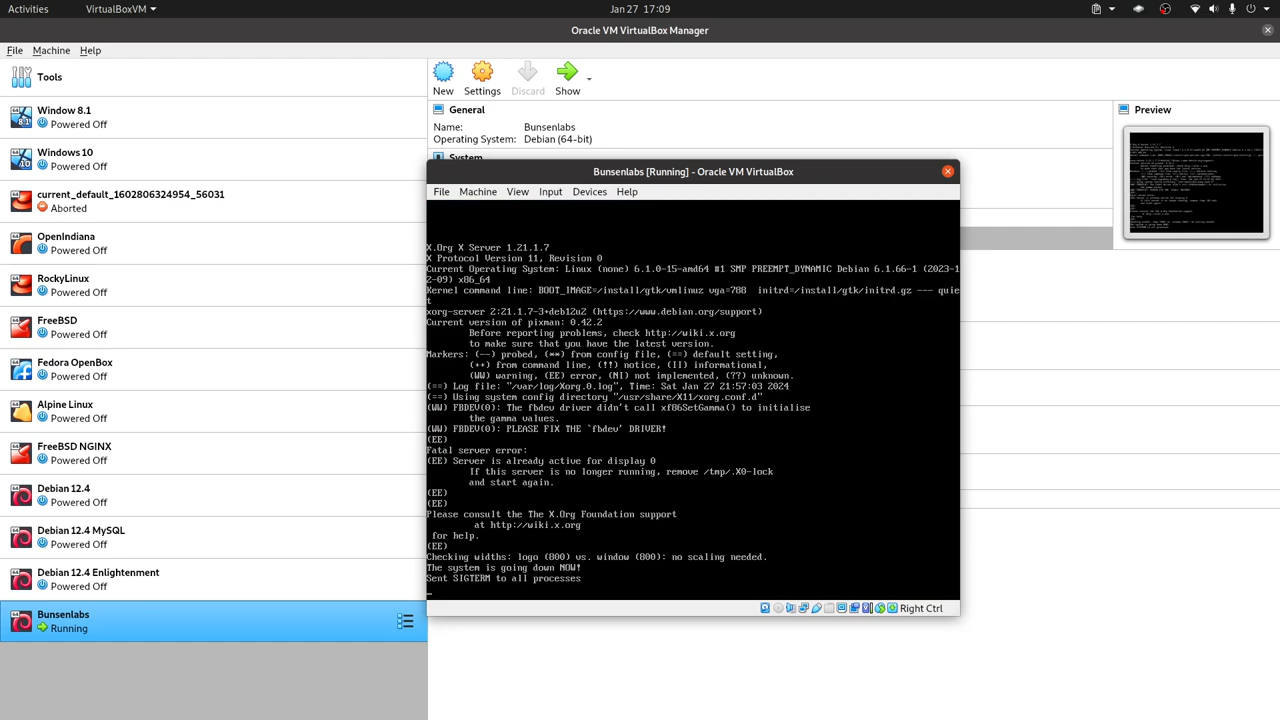 Activities
VirtualBoxVM
Jan 27 17:09
Oracle VM VirtualBox Manager
File Machine Help
Tools
New Settings Discard Show
Window 8.1
Powered Off
Windows 10
Powered Off
current_default_1602806324954_56031
Aborted
OpenIndiana
Powered Off
RockyLinux
Powered Off
FreeBSD
Powered Off
Fedora OpenBox
Powered Off
Alpine Linux
Powered Off
FreeBSD NGINX
Powered Off
Debian 12.4
Powered Off
Debian 12.4 MySQL
Powered Off
Debian 12.4 Enlightenment
Powered Off
Bunsenlabs
Running
General
Name: Bunsenlabs
Operating System: Debian (64-bit)
System
Preview
Bunsenlabs [Running] - Oracle VM VirtualBox
File Machine View Input Devices Help
X.Org X Server 1.21.1.7
X Protocol Version 11, Revision 0
Current Operating System: Linux (none) 6.1.0-15-amd64 #1 SMP PREEMPT_DYNAMIC Debian 6.1.66-1 (2023-1
2-09) x86_64
Kernel command line: BOOT_IMAGE=/install/gtk/vmlinuz vga=788  initrd=/install/gtk/initrd.gz --- quie
t
xorg-server 2:21.1.7-3+deb12u2 (https://www.debian.org/support)
Current version of pixman: 0.42.2
Before reporting problems, check http://wiki.x.org
to make sure that you have the latest version.
Markers: (--) probed, (**) from config file, (==) default setting,
(++) from command line, (!!) notice, (II) informational,
(WW) warning, (EE) error, (NI) not implemented, (??) unknown.
(==) Log file: "/var/log/Xorg.0.log", Time: Sat Jan 27 21:57:03 2024
(==) Using system config directory "/usr/share/X11/xorg.conf.d"
(WW) FBDEV(0): The fbdev driver didn't call xf86SetGamma() to initialise
the gamma values.
(WW) FBDEV(0): PLEASE FIX THE `fbdev' DRIVER!
(EE)
Fatal server error:
(EE) Server is already active for display 0
If this server is no longer running, remove /tmp/.X0-lock
and start again.
(EE)
(EE)
Please consult the The X.Org Foundation support
at http://wiki.x.org
for help.
(EE)
Checking widths: logo (800) vs. window (800): no scaling needed.
The system is going down NOW!
Sent SIGTERM to all processes
Right Ctrl